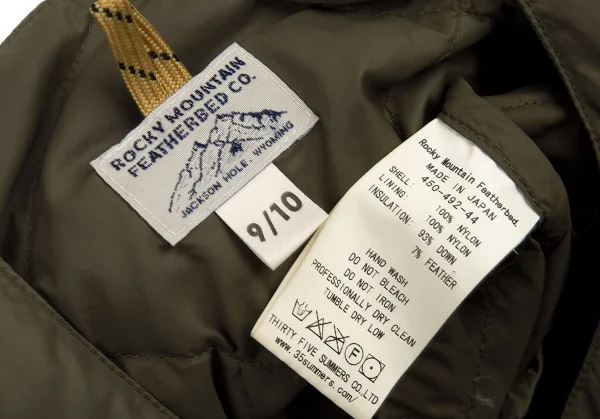 ROCKY MOUNTAIN
FEATHERBED CO.
JACKSON HOLE, WYOMING
9/10
Rocky Mountain Featherbed.
MADE IN JAPAN
450-492-44
SHELL: 100% NYLON
LINING: 100% NYLON
INSULATION: 93% DOWN
7% FEATHER
HAND WASH
DO NOT BLEACH
DO NOT IRON
PROFESSIONALLY DRY CLEAN
TUMBLE DRY LOW
F
THIRTY FIVE SUMMERS CO.,LTD
www.35summers.com/